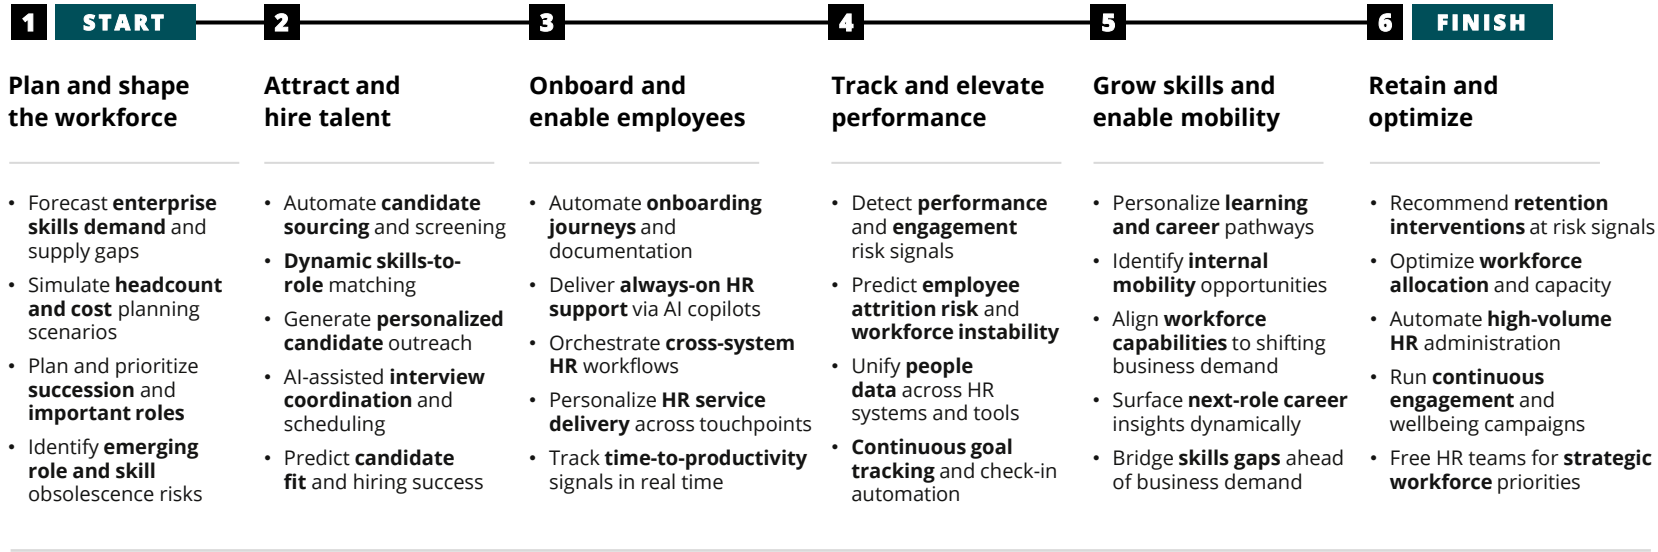 1 START 2 3 4 5 6 FINISH
Plan and shape
the workforce
• Forecast enterprise
skills demand and
supply gaps
• Simulate headcount
and cost planning
scenarios
• Plan and prioritize
succession and
important roles
• Identify emerging
role and skill
obsolescence risks
Attract and
hire talent
• Automate candidate
sourcing and screening
• Dynamic skills-to-
role matching
• Generate personalized
candidate outreach
• AI-assisted interview
coordination and
scheduling
• Predict candidate
fit and hiring success
Onboard and
enable employees
• Automate onboarding
journeys and
documentation
• Deliver always-on HR
support via AI copilots
• Orchestrate cross-system
HR workflows
• Personalize HR service
delivery across touchpoints
• Track time-to-productivity
signals in real time
Track and elevate
performance
• Detect performance
and engagement
risk signals
• Predict employee
attrition risk and
workforce instability
• Unify people
data across HR
systems and tools
• Continuous goal
tracking and check-in
automation
Grow skills and
enable mobility
• Personalize learning
and career pathways
• Identify internal
mobility opportunities
• Align workforce
capabilities to shifting
business demand
• Surface next-role career
insights dynamically
• Bridge skills gaps ahead
of business demand
Retain and
optimize
• Recommend retention
interventions at risk signals
• Optimize workforce
allocation and capacity
• Automate high-volume
HR administration
• Run continuous
engagement and
wellbeing campaigns
• Free HR teams for strategic
workforce priorities